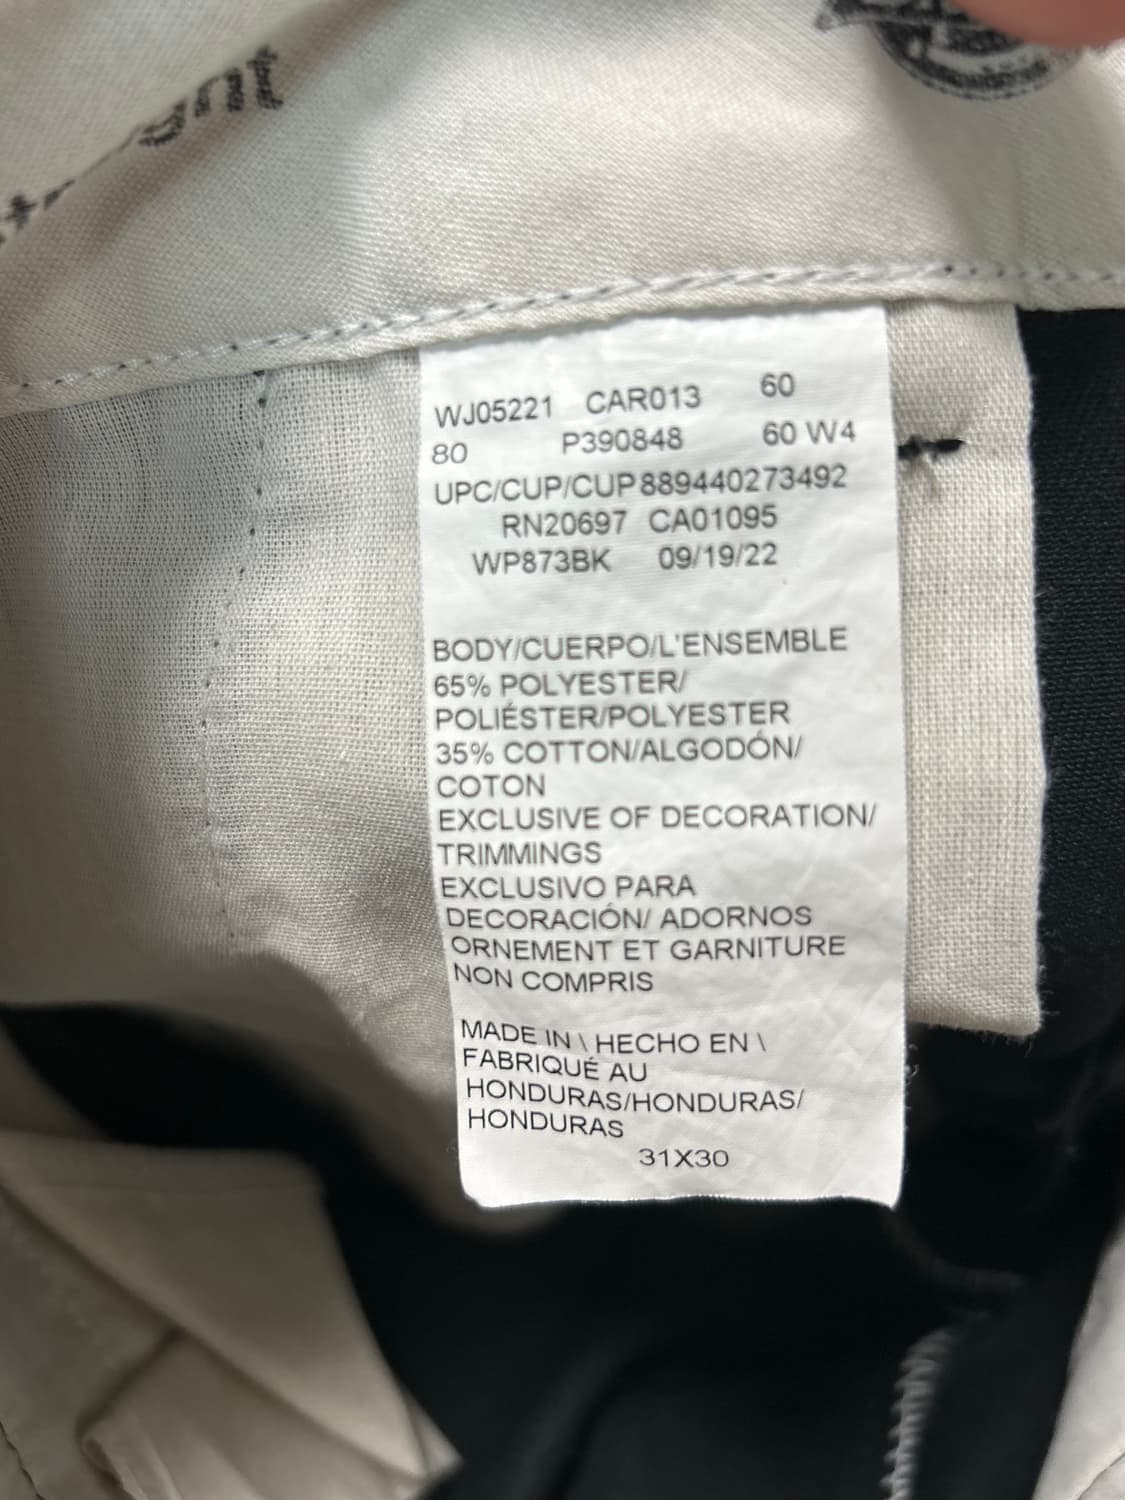 WJ05221 CAR013 60
80 P390848 60 W4
UPC/CUP/CUP889440273492
RN20697 CA01095
WP873BK 09/19/22
BODY/CUERPO/L'ENSEMBLE
65% POLYESTER/
POLIÉSTER/POLYESTER
35% COTTON/ALGODÓN/
COTON
EXCLUSIVE OF DECORATION/
TRIMMINGS
EXCLUSIVO PARA
DECORACIÓN/ ADORNOS
ORNEMENT ET GARNITURE
NON COMPRIS
MADE IN \ HECHO EN \
FABRIQUÉ AU
HONDURAS/HONDURAS/
HONDURAS
31X30